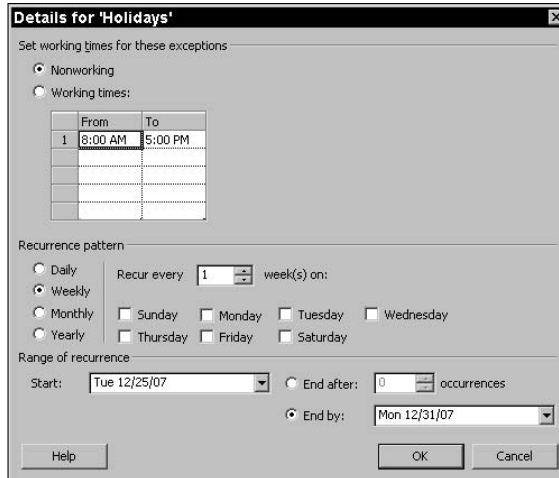 Details for 'Holidays'
Set working times for these exceptions
Nonworking
Working times:
From To
1 8:00 AM 5:00 PM
Recurrence pattern
Daily
Weekly
Monthly
Yearly
Recur every 1 week(s) on:
Sunday Monday Tuesday Wednesday
Thursday Friday Saturday
Range of recurrence
Start: Tue 12/25/07 End after: 0 occurrences
End by: Mon 12/31/07
Help OK Cancel